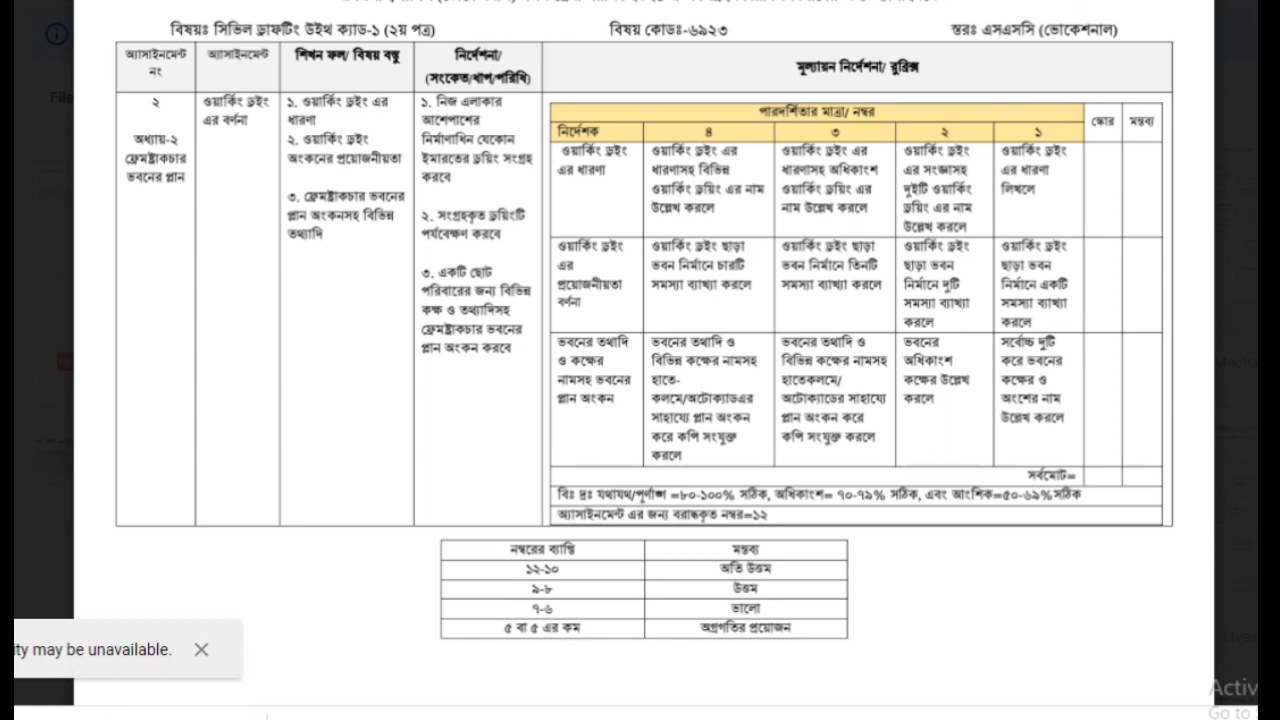 বিষয়ঃ সিভিল ড্রাফটিং উইথ ক্যাড-১ (২য় পত্র) বিষয় কোডঃ-৬৯২৩ স্তরঃ এসএসসি (ভোকেশনাল)
অ্যাসাইনমেন্ট নং
অ্যাসাইনমেন্ট
শিখন ফল/ বিষয় বস্তু
নির্দেশনা/
(সংকেত/ধাপ/পরিধি)
মূল্যায়ন নির্দেশনা/ রুব্রিক্স
২
অধ্যায়-২
ফ্রেমষ্ট্রাকচার
ভবনের প্লান
ওয়ার্কিং ড্রইং
এর বর্ণনা
১. ওয়ার্কিং ড্রইং এর
ধারণা
২. ওয়ার্কিং ড্রইং
অংকনের প্রয়োজনীয়তা
৩. ফ্রেমষ্ট্রাকচার ভবনের
প্লান অংকনসহ বিভিন্ন
তথ্যাদি
১. নিজ এলাকার
আশেপাশের
নির্মাণাধিন যেকোন
ইমারতের ড্রয়িং সংগ্রহ
করবে
২. সংগ্রহকৃত ড্রয়িংটি
পর্যবেক্ষণ করবে
৩. একটি ছোট
পরিবারের জন্য বিভিন্ন
কক্ষ ও তথ্যাদিসহ
ফ্রেমষ্ট্রাকচার ভবনের
প্লান অংকন করবে
পারদর্শিতার মাত্রা/ নম্বর
স্কোর
মন্তব্য
নির্দেশক ৪ ৩ ২ ১
ওয়ার্কিং ড্রইং
এর ধারণা
ওয়ার্কিং ড্রইং এর
ধারণাসহ বিভিন্ন
ওয়ার্কিং ড্রয়িং এর নাম
উল্লেখ করলে
ওয়ার্কিং ড্রইং এর
ধারণাসহ অধিকাংশ
ওয়ার্কিং ড্রয়িং এর
নাম উল্লেখ করলে
ওয়ার্কিং ড্রইং
এর সংজ্ঞাসহ
দুইটি ওয়ার্কিং
ড্রয়িং এর নাম
উল্লেখ করলে
ওয়ার্কিং ড্রইং
এর ধারণা
লিখলে
ওয়ার্কিং ড্রইং
এর
প্রয়োজনীয়তা
বর্ণনা
ওয়ার্কিং ড্রইং ছাড়া
ভবন নির্মানে চারটি
সমস্যা ব্যাখ্যা করলে
ওয়ার্কিং ড্রইং ছাড়া
ভবন নির্মানে তিনটি
সমস্যা ব্যাখ্যা করলে
ওয়ার্কিং ড্রইং
ছাড়া ভবন
নির্মানে দুটি
সমস্যা ব্যাখ্যা
করলে
ওয়ার্কিং ড্রইং
ছাড়া ভবন
নির্মানে একটি
সমস্যা ব্যাখ্যা
করলে
ভবনের তথাদি
ও কক্ষের
নামসহ ভবনের
প্লান অংকন
ভবনের তথাদি ও
বিভিন্ন কক্ষের নামসহ
হাতে-
কলমে/অটোক্যাডএর
সাহায্যে প্লান অংকন
করে কপি সংযুক্ত
করলে
ভবনের তথাদি ও
বিভিন্ন কক্ষের নামসহ
হাতেকলমে/
অটোক্যাডের সাহায্যে
প্লান অংকন করে
কপি সংযুক্ত করলে
ভবনের
অধিকাংশ
কক্ষের উল্লেখ
করলে
সর্বোচ্চ দুটি
করে ভবনের
কক্ষের ও
অংশের নাম
উল্লেখ করলে
সর্বমোট=
বিঃ দ্রঃ যথাযথ/পূর্ণাঙ্গ =৮০-১০০% সঠিক, অধিকাংশ= ৭০-৭৯% সঠিক, এবং আংশিক=৫০-৬৯%সঠিক
অ্যাসাইনমেন্ট এর জন্য বরাদ্ধকৃত নম্বর=১২
নম্বরের ব্যাপ্তি মন্তব্য
১২-১০ অতি উত্তম
৯-৮ উত্তম
৭-৬ ভালো
৫ বা ৫ এর কম অগ্রগতির প্রয়োজন
ity may be unavailable.
File
Activ
Go to